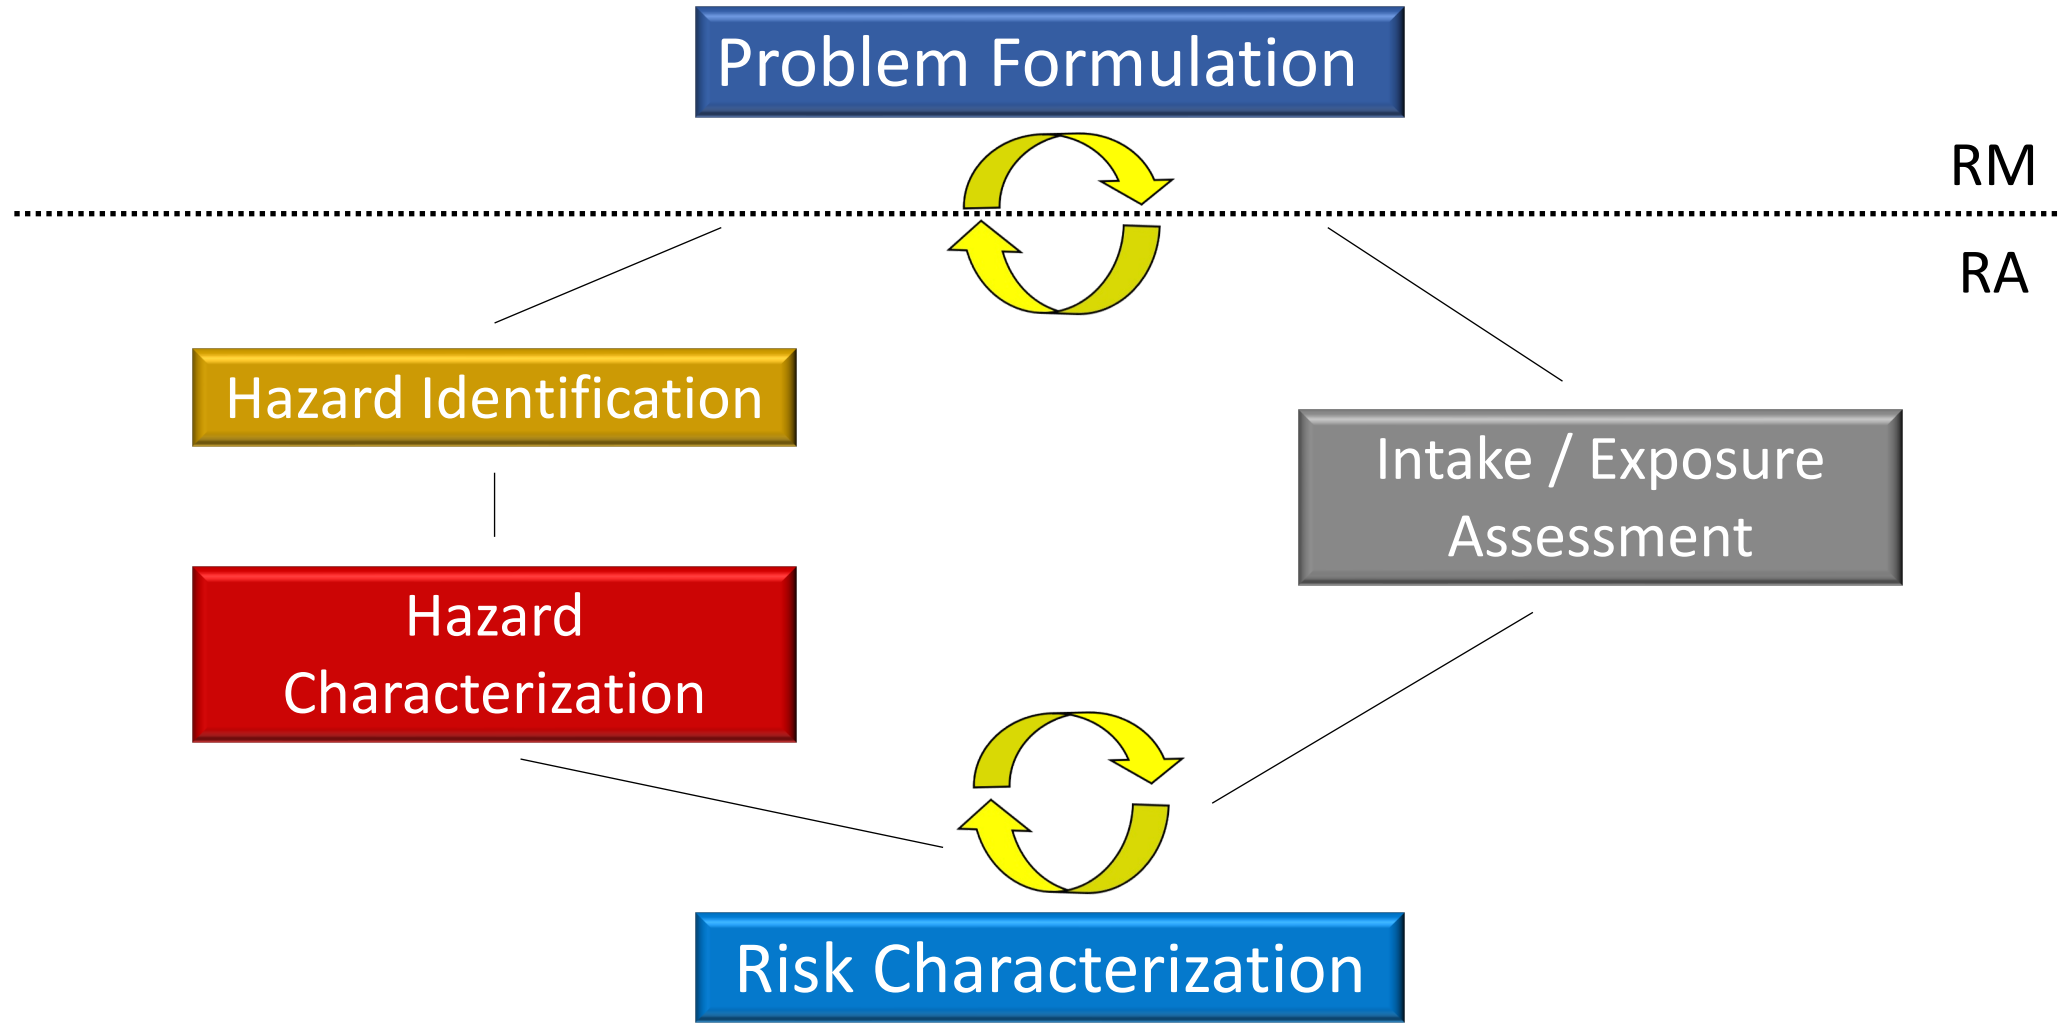 Problem Formulation
RM
RA
Hazard Identification
Intake / Exposure
Assessment
Hazard
Characterization
Risk Characterization